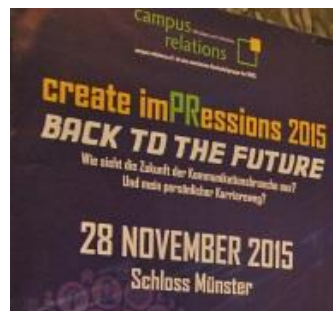 campus
relations
create imPRessions 2015
BACK TO THE FUTURE
Wie sieht die Zukunft der Kommunikationsbranche aus?
Und mein persönlicher Karriereweg?
28 NOVEMBER 2015
Schloss Münster